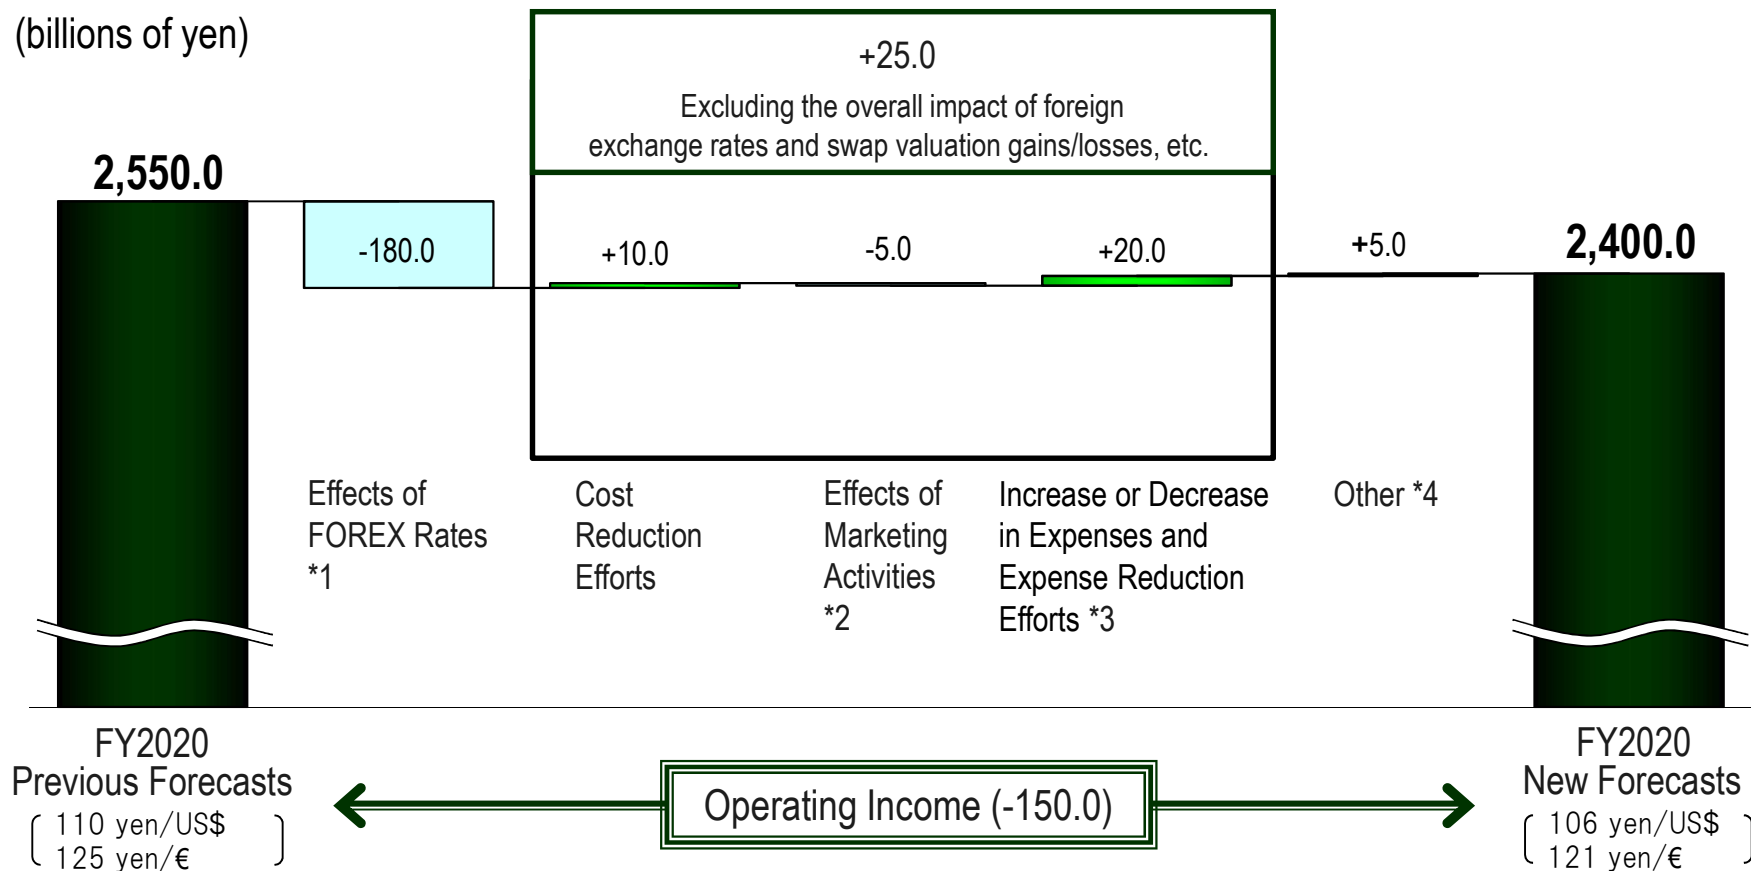 (billions of yen)
+25.0
Excluding the overall impact of foreign
exchange rates and swap valuation gains/losses, etc.
2,550.0
-180.0
+10.0
-5.0
+20.0
+5.0
2,400.0
Effects of
FOREX Rates
*1
Cost
Reduction
Efforts
Effects of
Marketing
Activities
*2
Increase or Decrease
in Expenses and
Expense Reduction
Efforts *3
Other *4
FY2020
Previous Forecasts
110 yen/US$
125 yen/€
Operating Income (-150.0)
FY2020
New Forecasts
106 yen/US$
121 yen/€